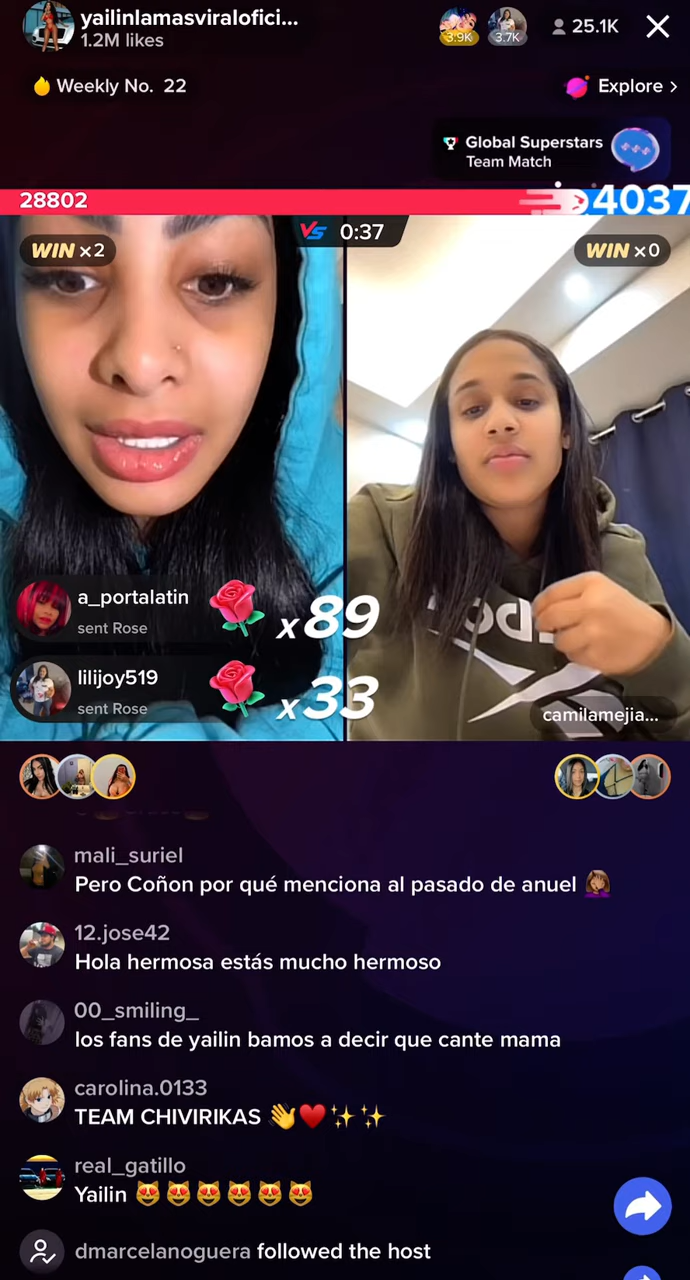 yailinlamasviralofici...
1.2M likes
3.9K
3.7K
25.1K
Weekly No. 22
Explore >
Global Superstars
Team Match
28802
4037
WIN x2
VS 0:37
WIN x0
a_portalatin
sent Rose
x89
lilijoy519
sent Rose
x33
camilamejia...
mali_suriel
Pero Coñon por qué menciona al pasado de anuel 🤦🏾‍♀️
12.jose42
Hola hermosa estás mucho hermoso
00_smiling_
los fans de yailin bamos a decir que cante mama
carolina.0133
TEAM CHIVIRIKAS 👋❤️✨✨
real_gatillo
Yailin 😻😻😻😻😻😻
dmarcelanoguera followed the host